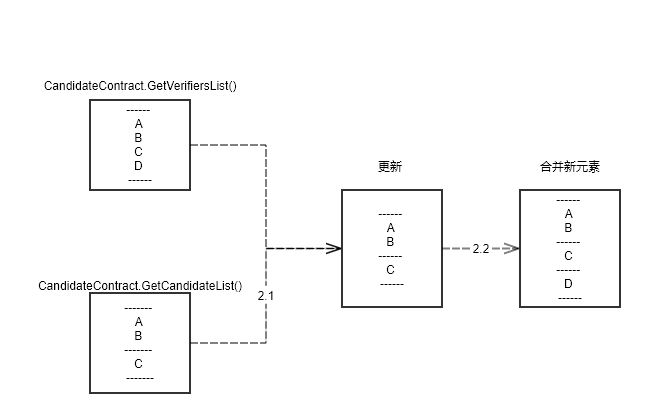 CandidateContract.GetVerifiersList()
------
A
B
C
D
------
CandidateContract.GetCandidateList()
-------
A
B
-------
C
-------
2.1
更新
------
A
B
------
C
------
2.2
合并新元素
------
A
B
------
C
------
D
------